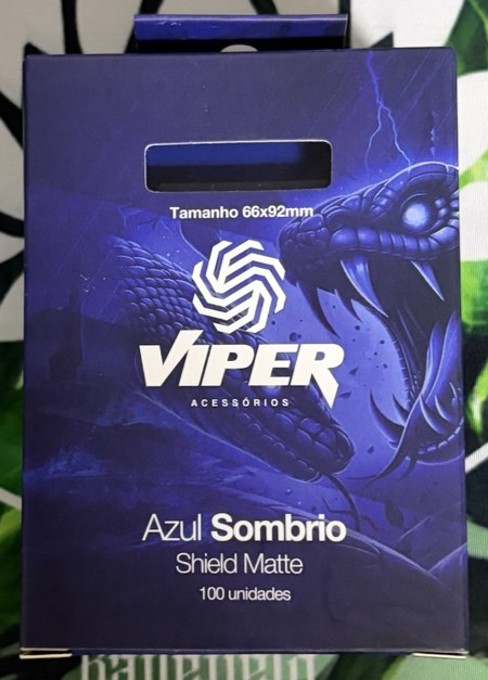 Tamanho 66x92mm
VIPER
ACESSÓRIOS
Azul Sombrio
Shield Matte
100 unidades